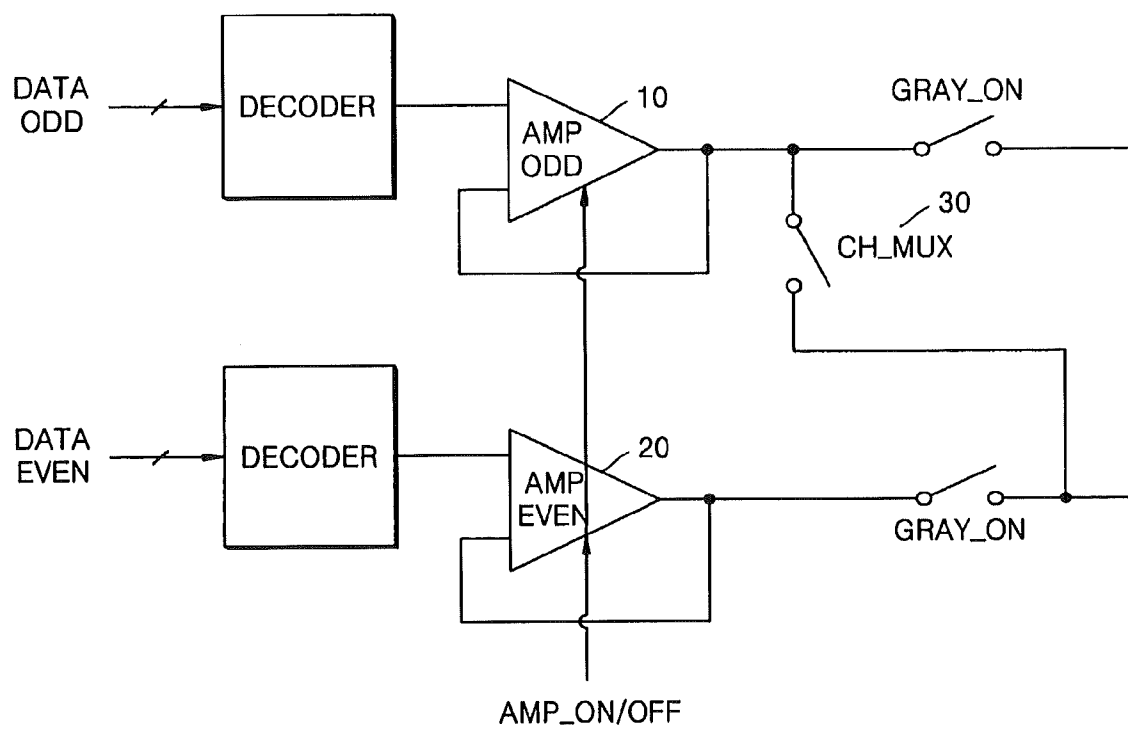 DATA
ODD
DECODER
AMP
ODD
10
GRAY_ON
30
CH_MUX
DATA
EVEN
DECODER
AMP
EVEN
20
GRAY_ON
AMP_ON/OFF